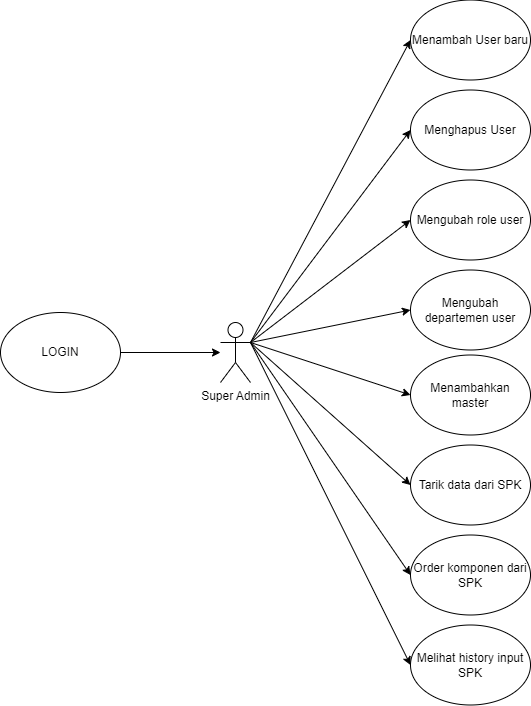 Menambah User baru
Menghapus User
Mengubah role user
Mengubah
departemen user
LOGIN
Super Admin
Menambahkan
master
Tarik data dari SPK
Order komponen dari
SPK
Melihat history input
SPK